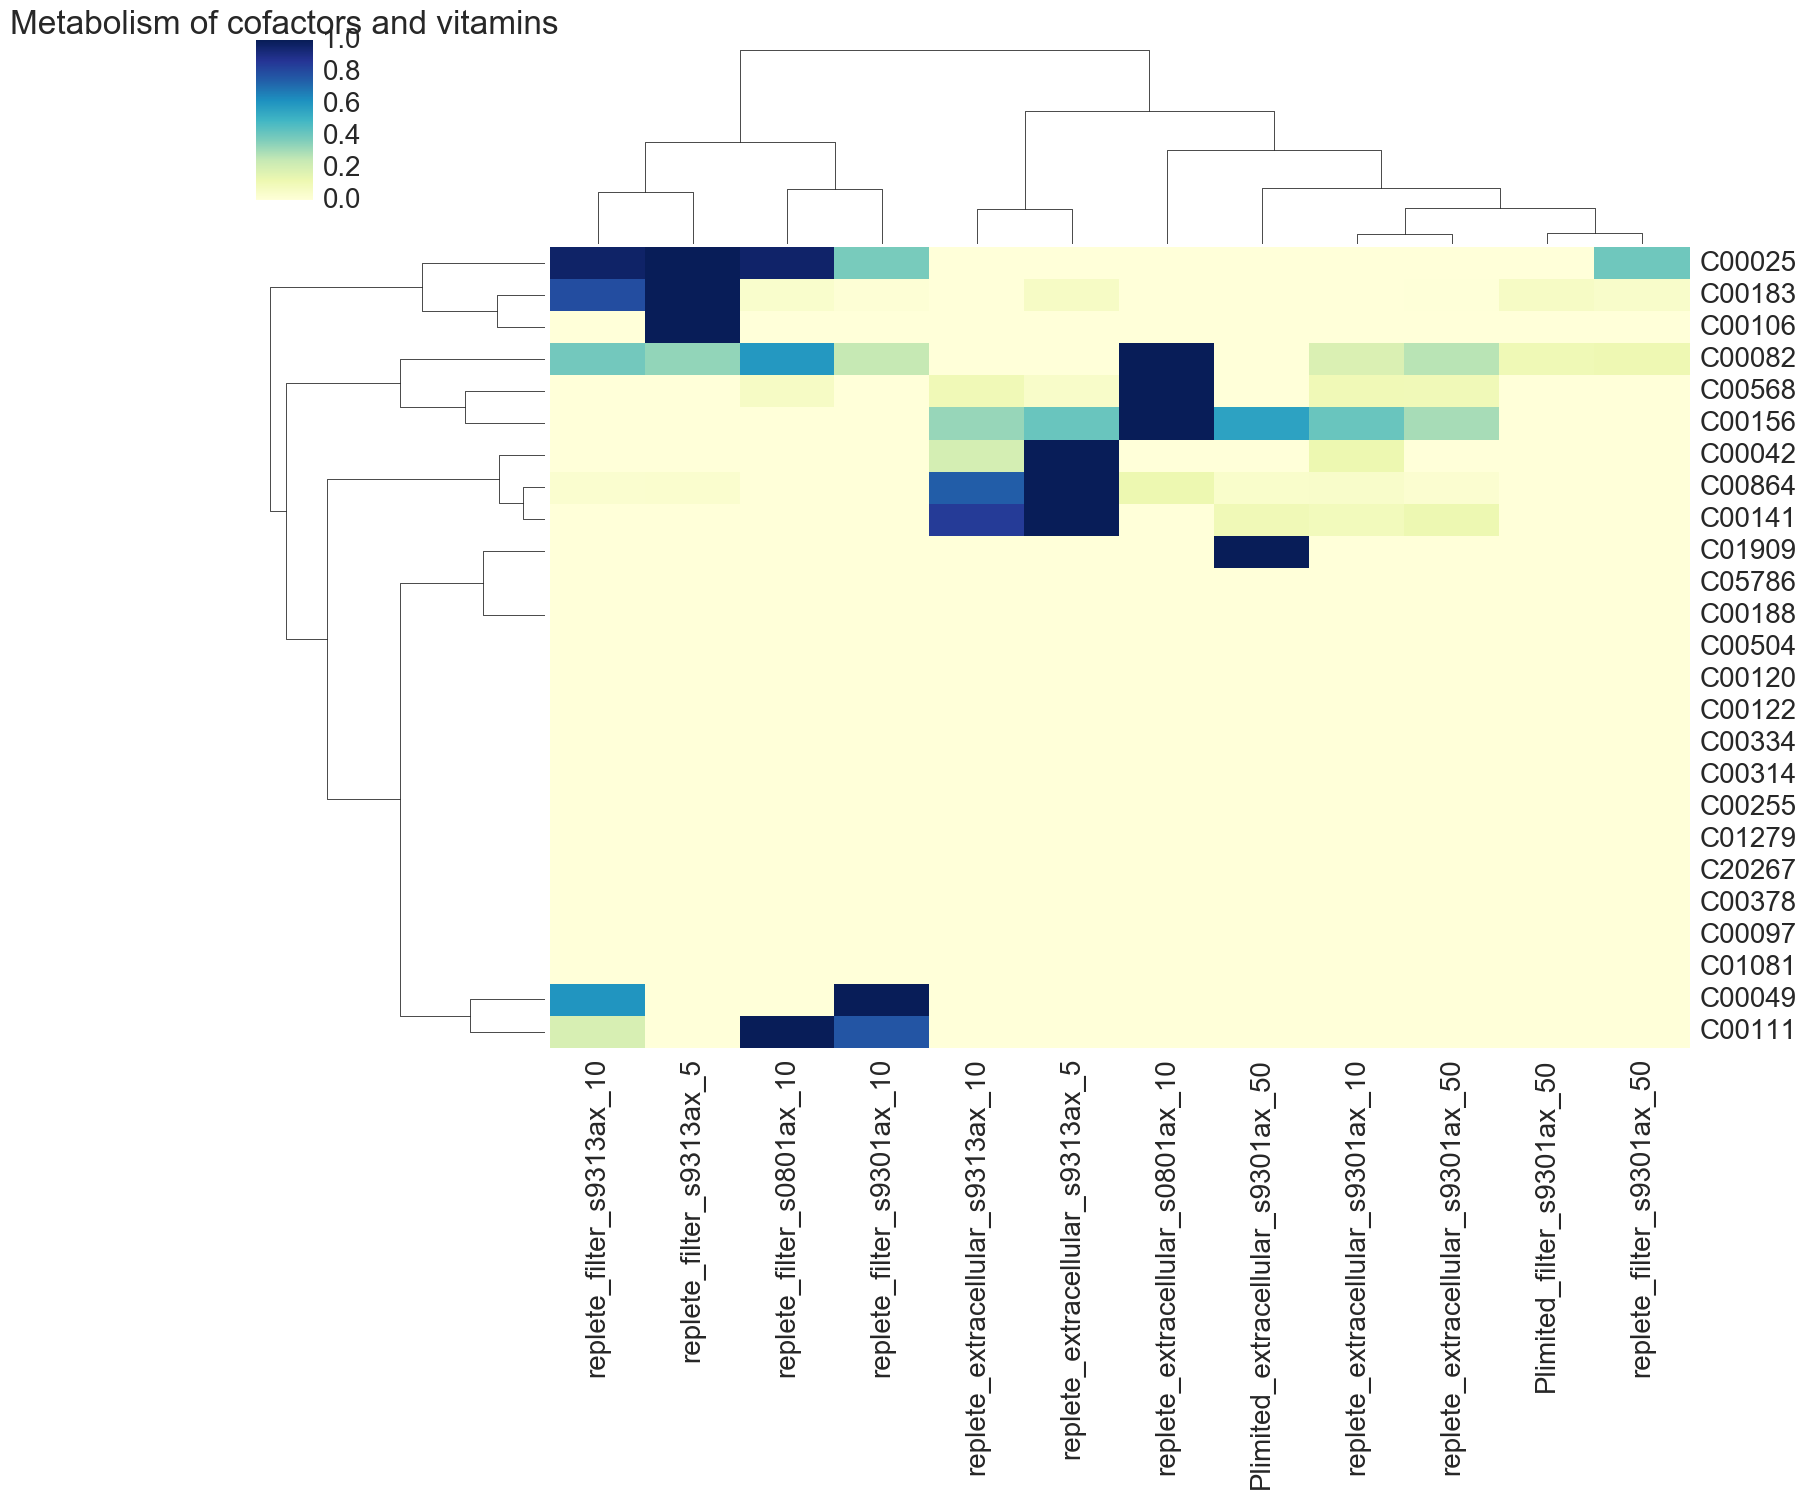 Metabolism of cofactors and vitamins
1.0
0.8
0.6
0.4
0.2
0.0
C00025
C00183
C00106
C00082
C00568
C00156
C00042
C00864
C00141
C01909
C05786
C00188
C00504
C00120
C00122
C00334
C00314
C00255
C01279
C20267
C00378
C00097
C01081
C00049
C00111
replete_filter_s9313ax_10
replete_filter_s9313ax_5
replete_filter_s0801ax_10
replete_filter_s9301ax_10
replete_extracellular_s9313ax_10
replete_extracellular_s9313ax_5
replete_extracellular_s0801ax_10
Plimited_extracellular_s9301ax_50
replete_extracellular_s9301ax_10
replete_extracellular_s9301ax_50
Plimited_filter_s9301ax_50
replete_filter_s9301ax_50